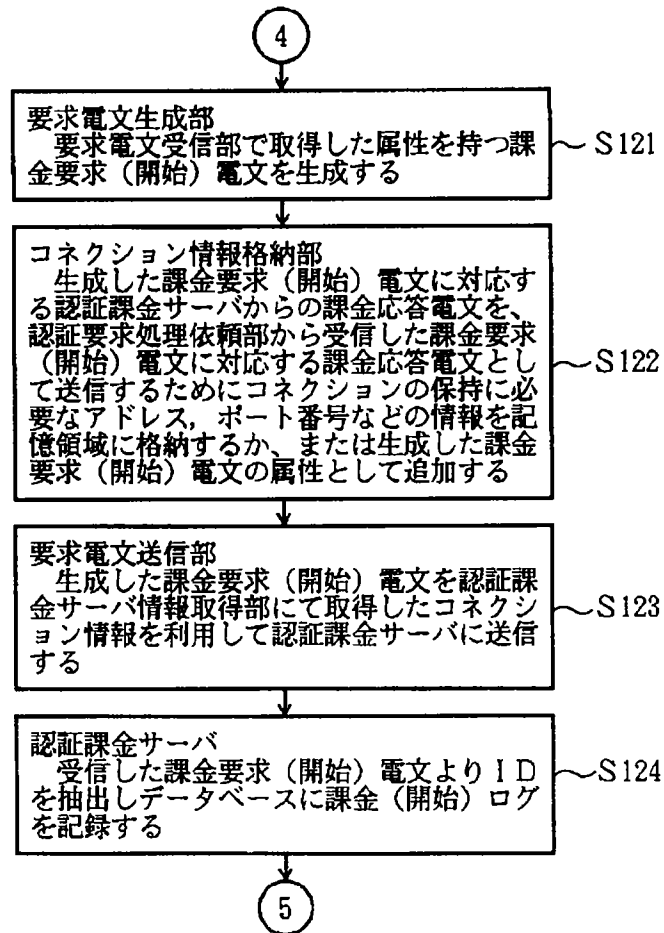 4
要求電文生成部
要求電文受信部で取得した属性を持つ課
金要求（開始）電文を生成する
S121
コネクション情報格納部
生成した課金要求（開始）電文に対応す
る認証課金サーバからの課金応答電文を、
認証要求処理依頼部から受信した課金要求
（開始）電文に対応する課金応答電文とし
て送信するためにコネクションの保持に必
要なアドレス，ポート番号などの情報を記
憶領域に格納するか、または生成した課金
要求（開始）電文の属性として追加する
S122
要求電文送信部
生成した課金要求（開始）電文を認証課
金サーバ情報取得部にて取得したコネクシ
ョン情報を利用して認証課金サーバに送信
する
S123
認証課金サーバ
受信した課金要求（開始）電文よりＩＤ
を抽出しデータベースに課金（開始）ログ
を記録する
S124
5